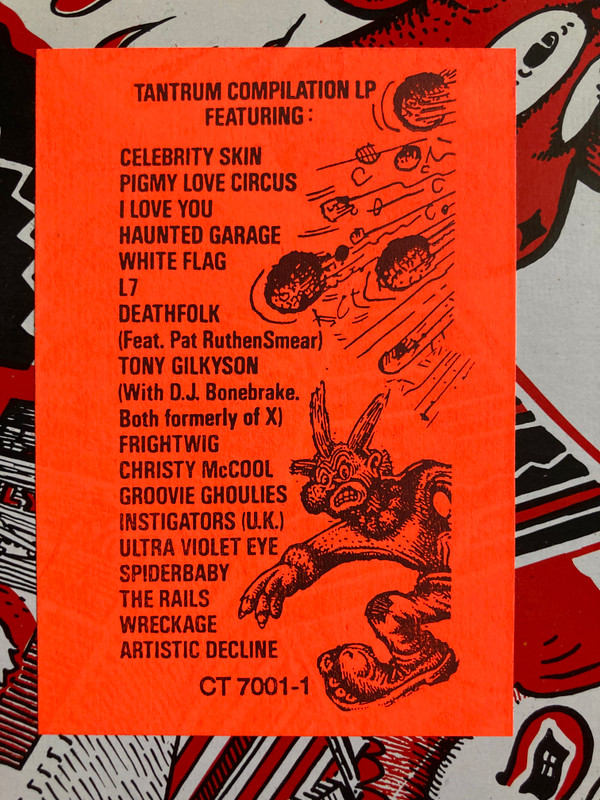 TANTRUM COMPILATION LP
FEATURING:
CELEBRITY SKIN
PIGMY LOVE CIRCUS
I LOVE YOU
HAUNTED GARAGE
WHITE FLAG
L7
DEATHFOLK
(Feat. Pat RuthenSmear)
TONY GILKYSON
(With D.J. Bonebrake.
Both formerly of X)
FRIGHTWIG
CHRISTY McCOOL
GROOVIE GHOULIES
INSTIGATORS (U.K.)
ULTRA VIOLET EYE
SPIDERBABY
THE RAILS
WRECKAGE
ARTISTIC DECLINE
CT 7001-1